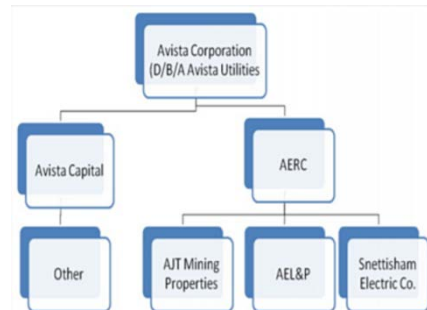 Avista Corporation
(D/B/A Avista Utilities
Avista Capital
AERC
Other
AJT Mining
Properties
AEL&P
Snettisham
Electric Co.